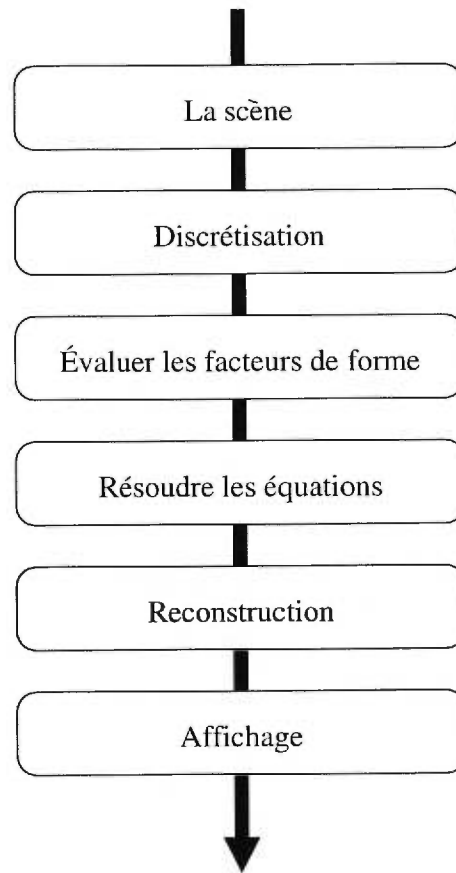 La scène
Discrétisation
Évaluer les facteurs de forme
Résoudre les équations
Reconstruction
Affichage